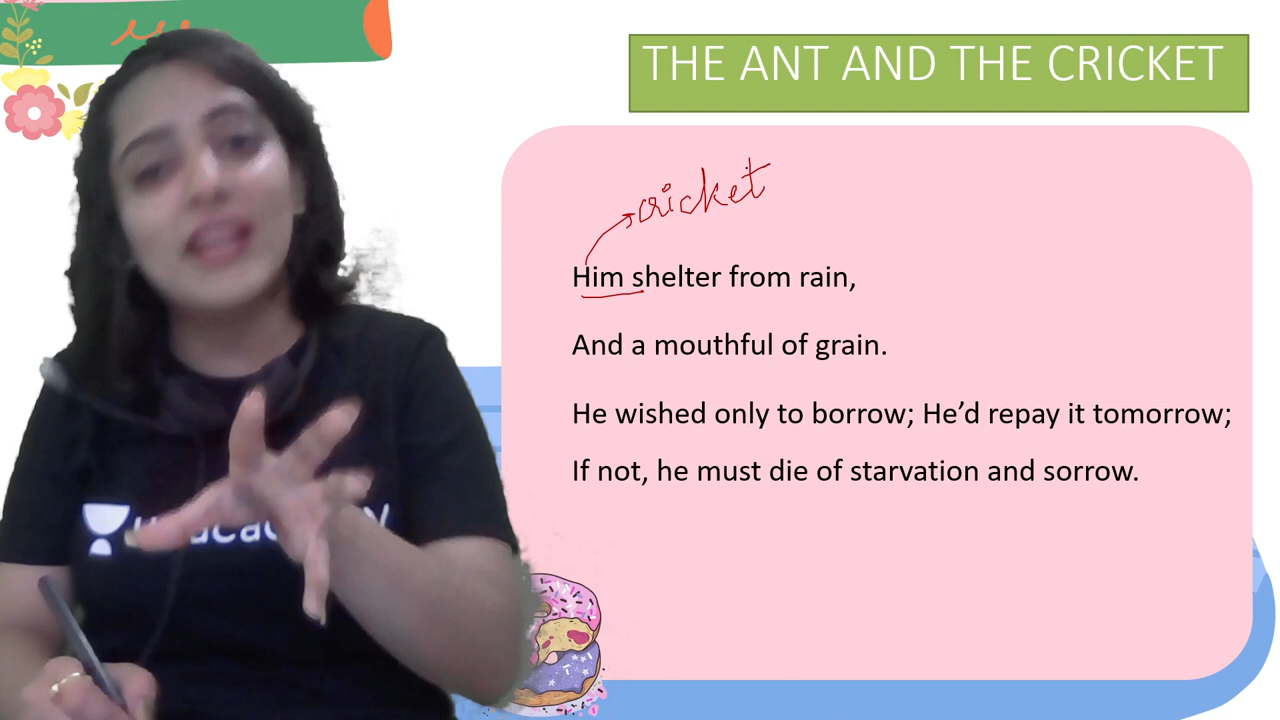 THE ANT AND THE CRICKET
cricket
Him shelter from rain,
And a mouthful of grain.
He wished only to borrow; He’d repay it tomorrow;
If not, he must die of starvation and sorrow.